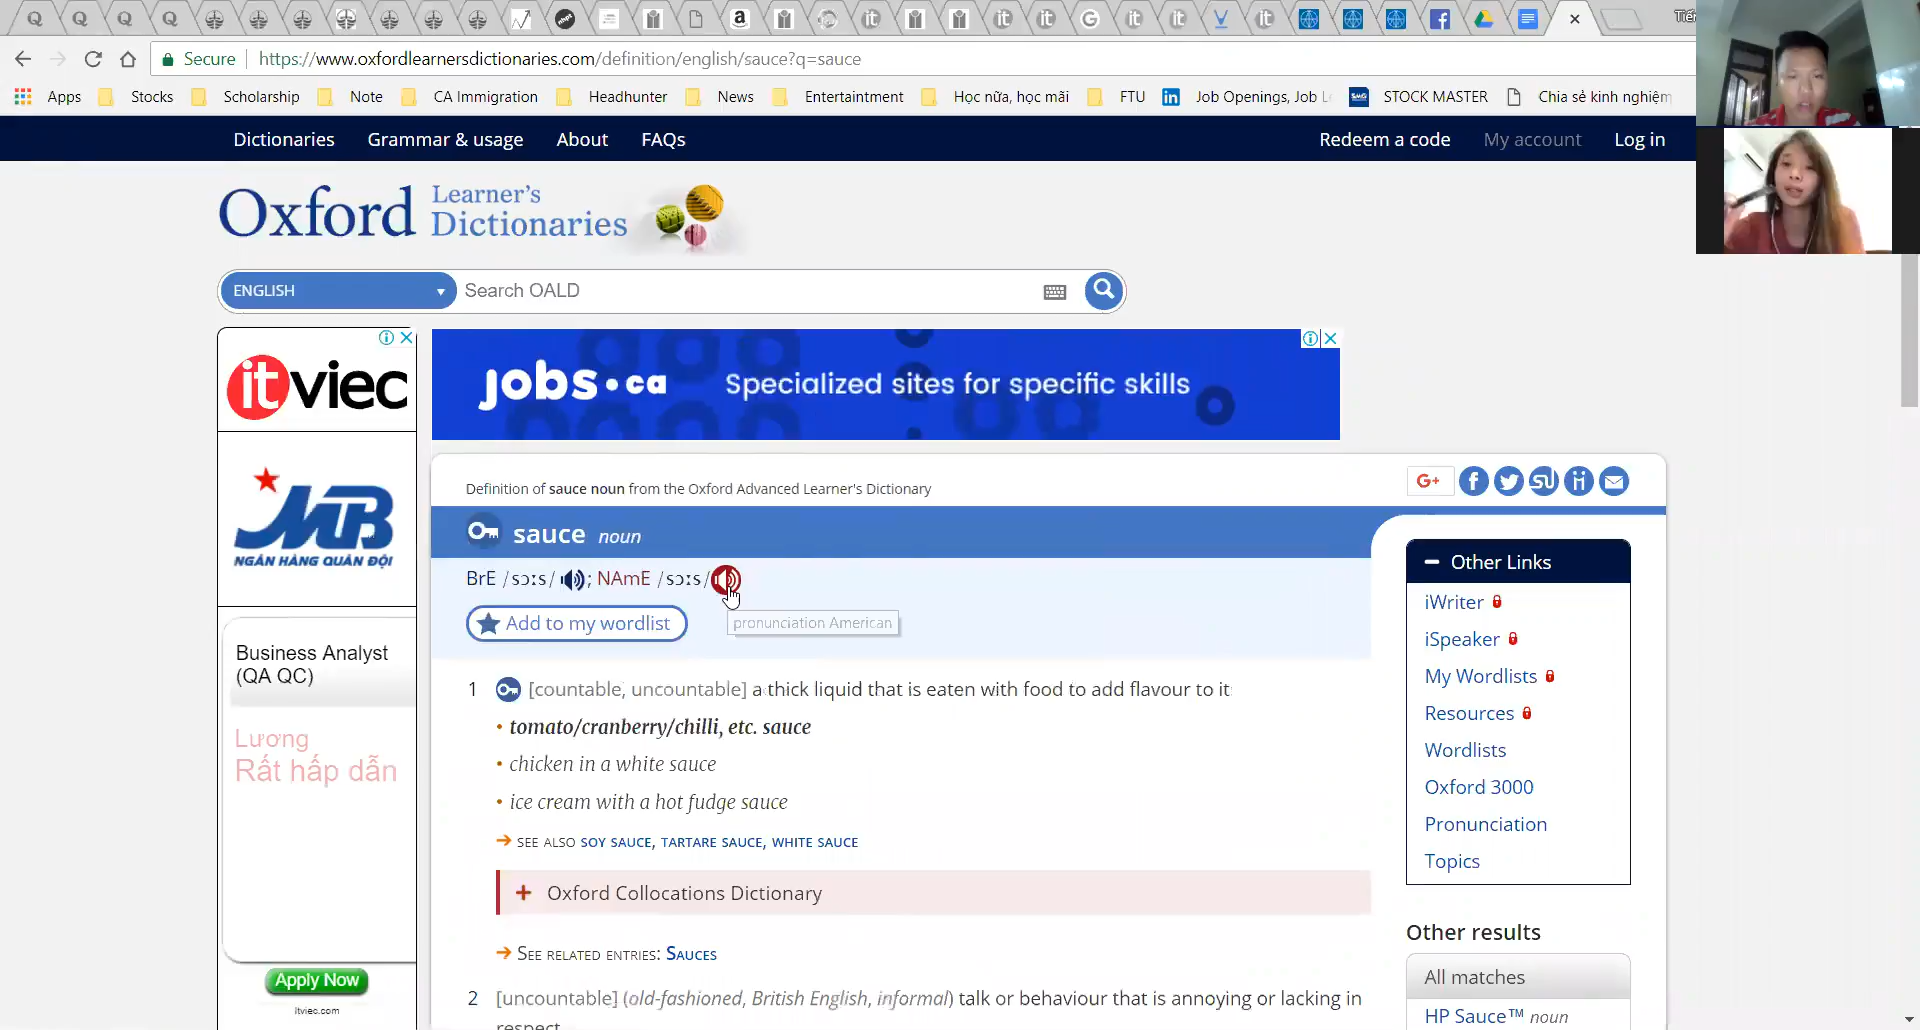 Tiế
Secure
https://www.oxfordlearnersdictionaries.com/definition/english/sauce?q=sauce
Apps Stocks Scholarship Note CA Immigration Headhunter News Entertaintment Học nữa, học mãi FTU Job Openings, Job L STOCK MASTER Chia sẻ kinh nghiệm
Dictionaries Grammar & usage About FAQs Redeem a code My account Log in
Oxford Learner's Dictionaries
ENGLISH Search OALD
itviec
jobs.ca Specialized sites for specific skills
MB
NGÂN HÀNG QUÂN ĐỘI
Business Analyst
(QA QC)
Lương
Rất hấp dẫn
Apply Now
itviec.com
Definition of sauce noun from the Oxford Advanced Learner's Dictionary
G+
sauce noun
BrE /sɔːs/ ; NAmE /sɔːs/
Add to my wordlist
pronunciation American
1 [countable, uncountable] a thick liquid that is eaten with food to add flavour to it
• tomato/cranberry/chilli, etc. sauce
• chicken in a white sauce
• ice cream with a hot fudge sauce
SEE ALSO SOY SAUCE, TARTARE SAUCE, WHITE SAUCE
+ Oxford Collocations Dictionary
SEE RELATED ENTRIES: SAUCES
2 [uncountable] (old-fashioned, British English, informal) talk or behaviour that is annoying or lacking in
respect
Other Links
iWriter
iSpeaker
My Wordlists
Resources
Wordlists
Oxford 3000
Pronunciation
Topics
Other results
All matches
HP Sauce™ noun